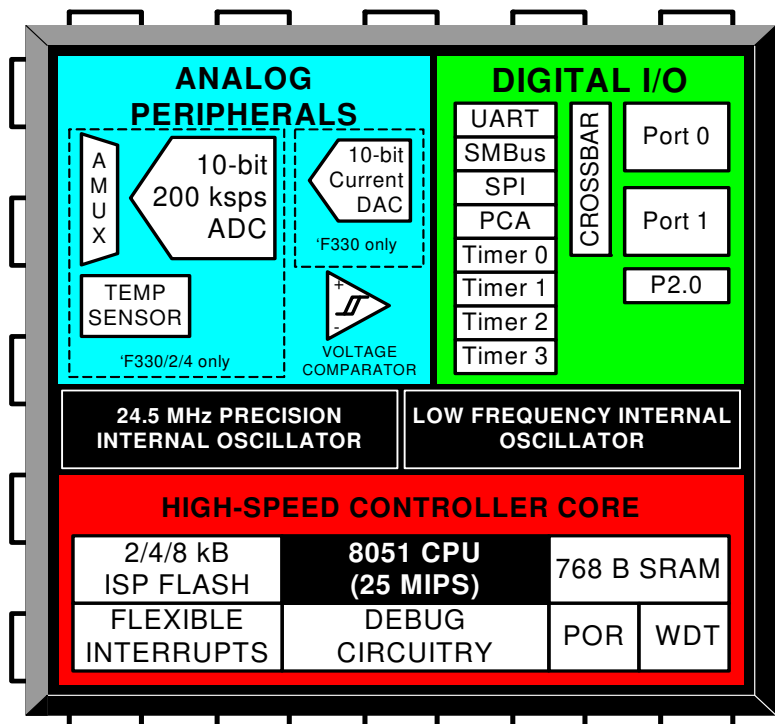 ANALOG
PERIPHERALS
A
M
U
X
10-bit
200 ksps
ADC
10-bit
Current
DAC
‘F330 only
TEMP
SENSOR
‘F330/2/4 only
+
-
VOLTAGE
COMPARATOR
DIGITAL I/O
UART
SMBus
SPI
PCA
Timer 0
Timer 1
Timer 2
Timer 3
CROSSBAR
Port 0
Port 1
P2.0
24.5 MHz PRECISION
INTERNAL OSCILLATOR
LOW FREQUENCY INTERNAL
OSCILLATOR
HIGH-SPEED CONTROLLER CORE
2/4/8 kB
ISP FLASH
8051 CPU
(25 MIPS)
768 B SRAM
FLEXIBLE
INTERRUPTS
DEBUG
CIRCUITRY
POR
WDT